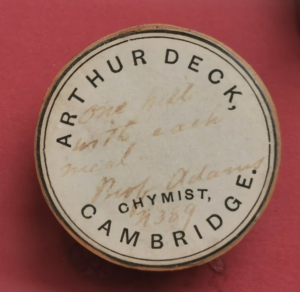 ARTHUR DECK,
One pill
with each
meal
Prof Adams
CHYMIST,
CAMBRIDGE.